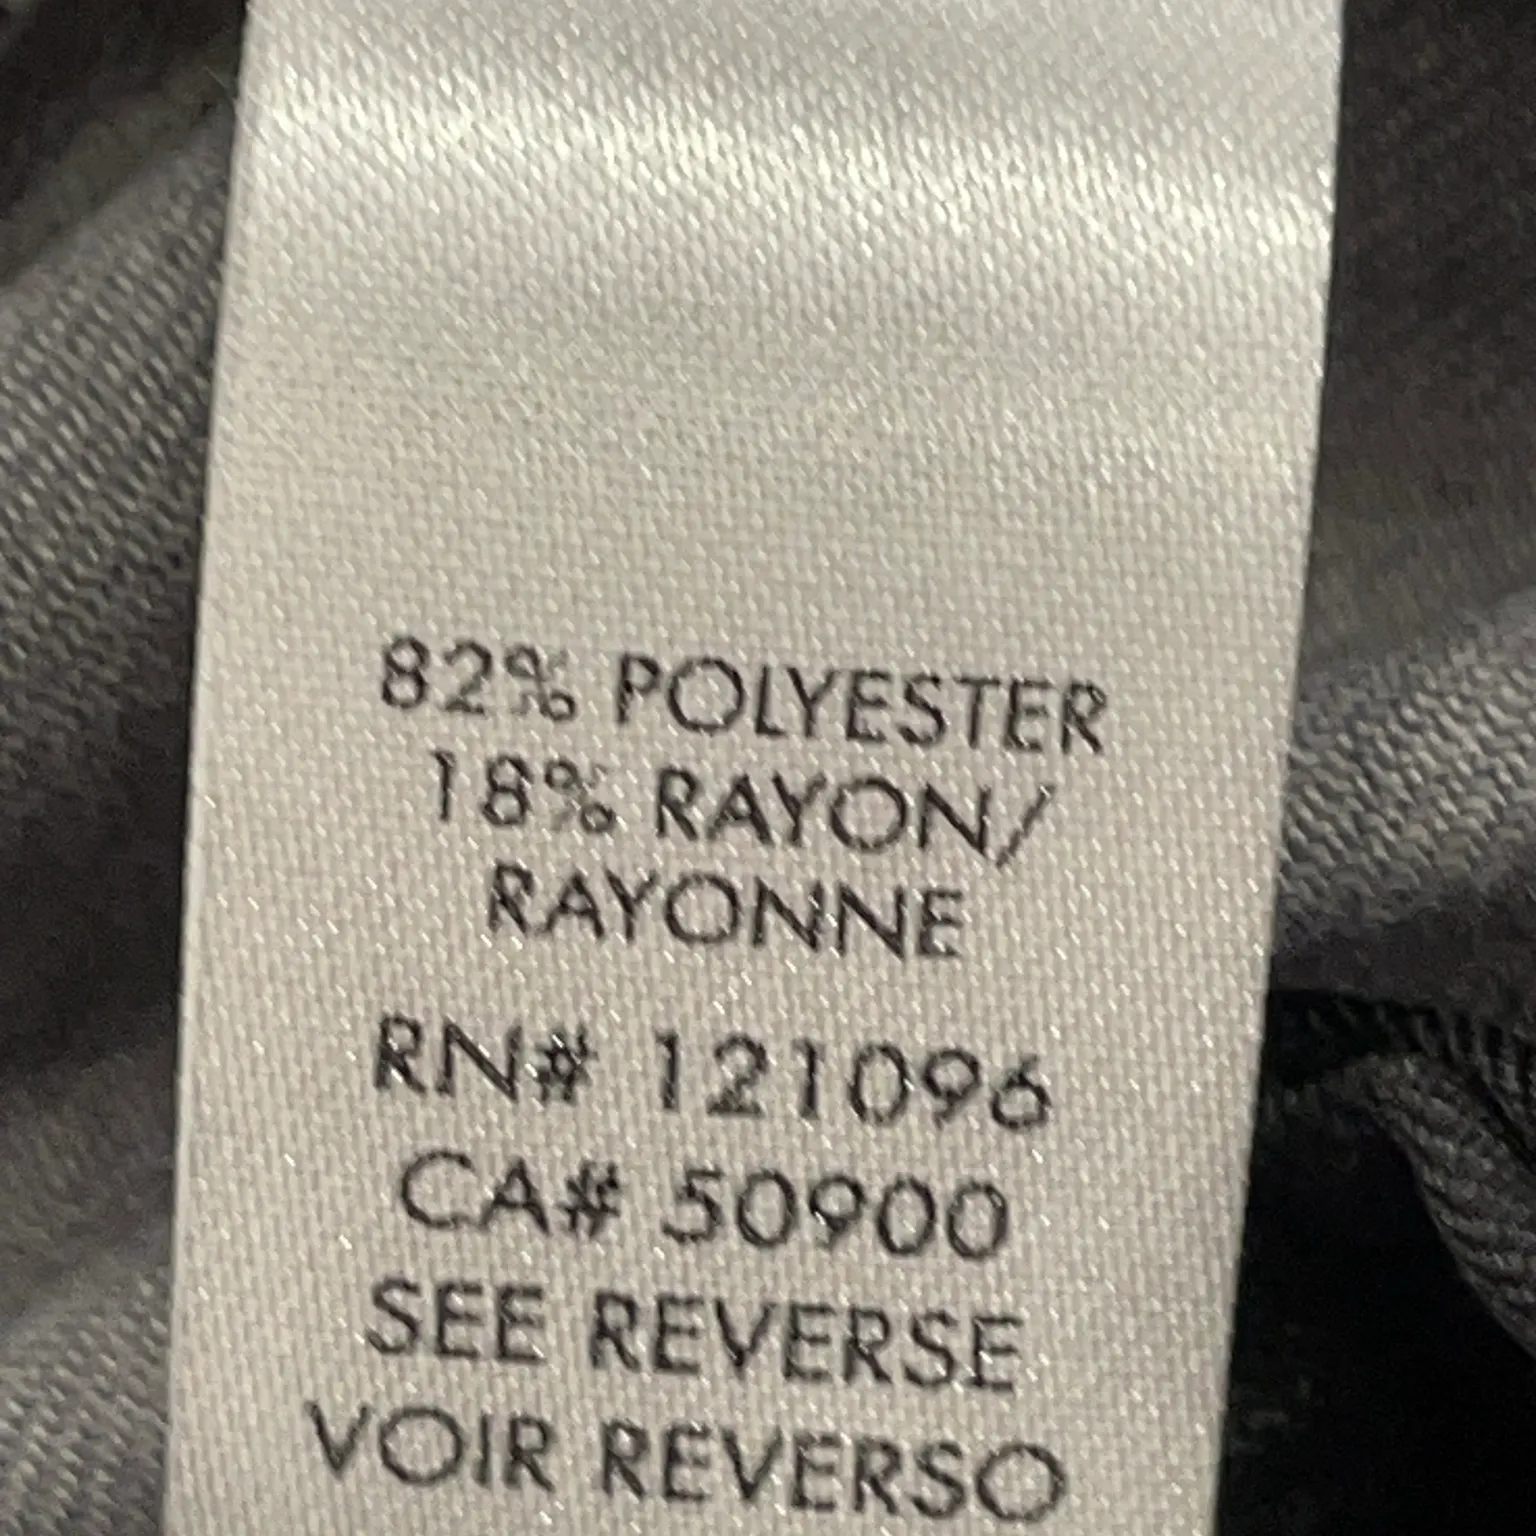 82% POLYESTER
18% RAYON/
RAYONNE
RN# 121096
CA# 50900
SEE REVERSE
VOIR REVERSO